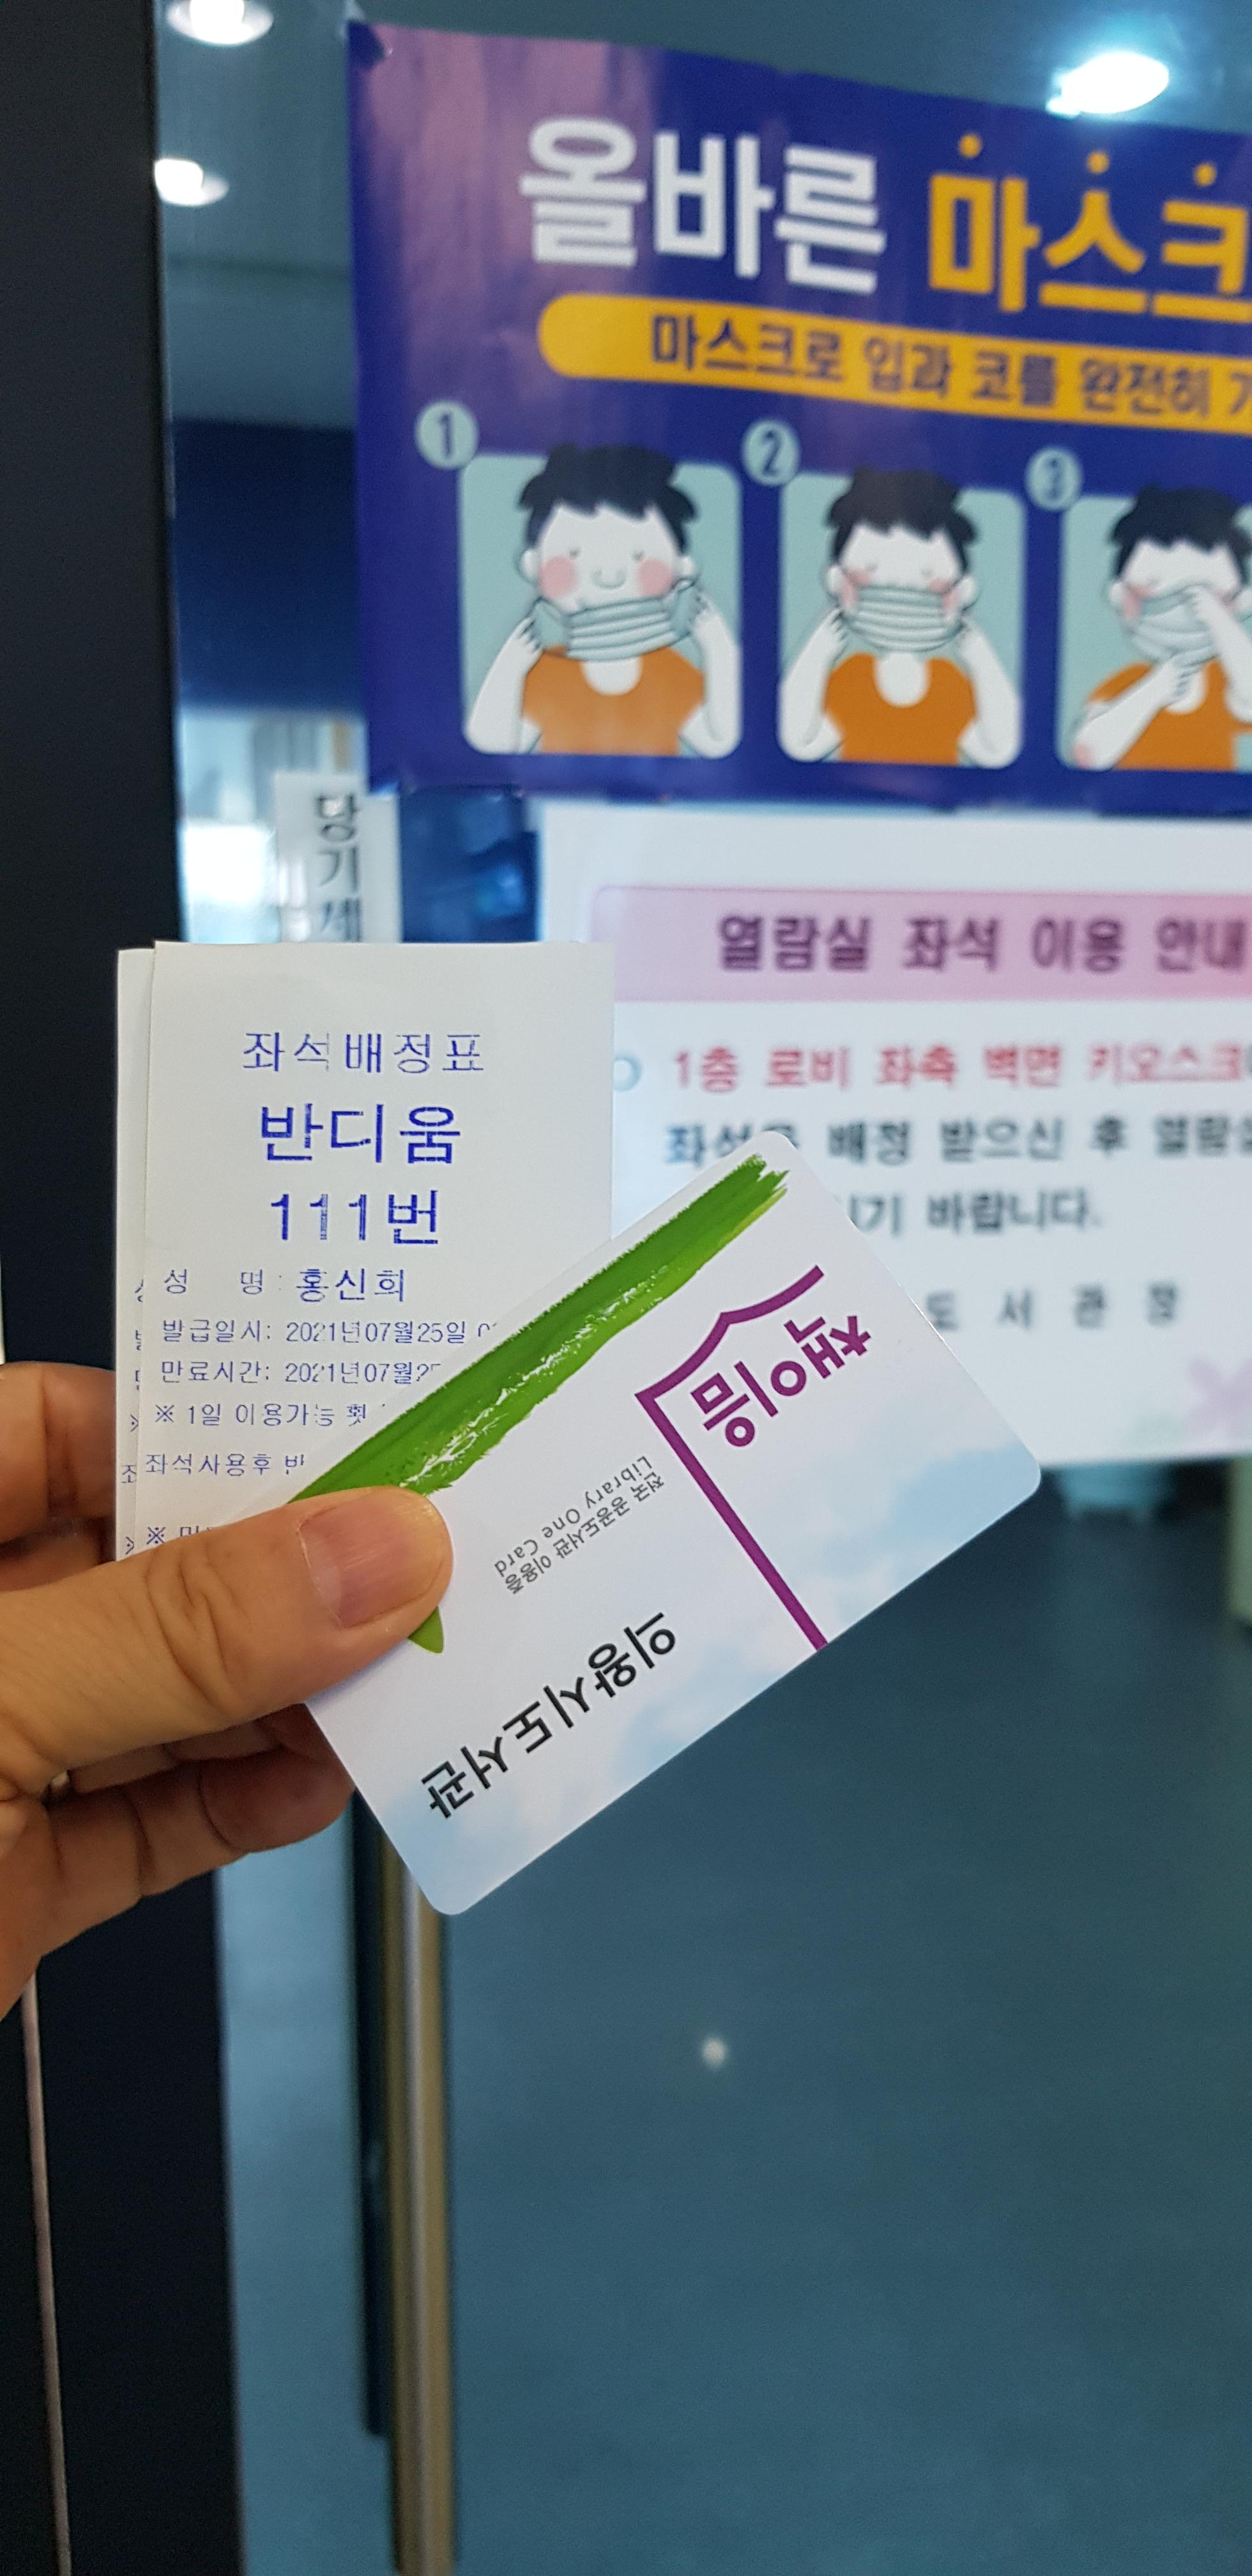 올바른 마스크
마스크로 입과 코를 완전히
1
2
3
당기세
열람실 좌석 이용 안내
1층 로비 좌측 벽면 키오스크
좌석을 배정 받으신 후
바랍니다.
도 서 관 장
좌석배정표
반디움
111번
성 명 : 홍신희
발급일시: 2021년07월25일
만료시간: 2021년07월25
※ 1일 이용가능 횟
좌석사용후
※
책이음
전국 공공도서관 이용증
Library One Card
의왕시도서관